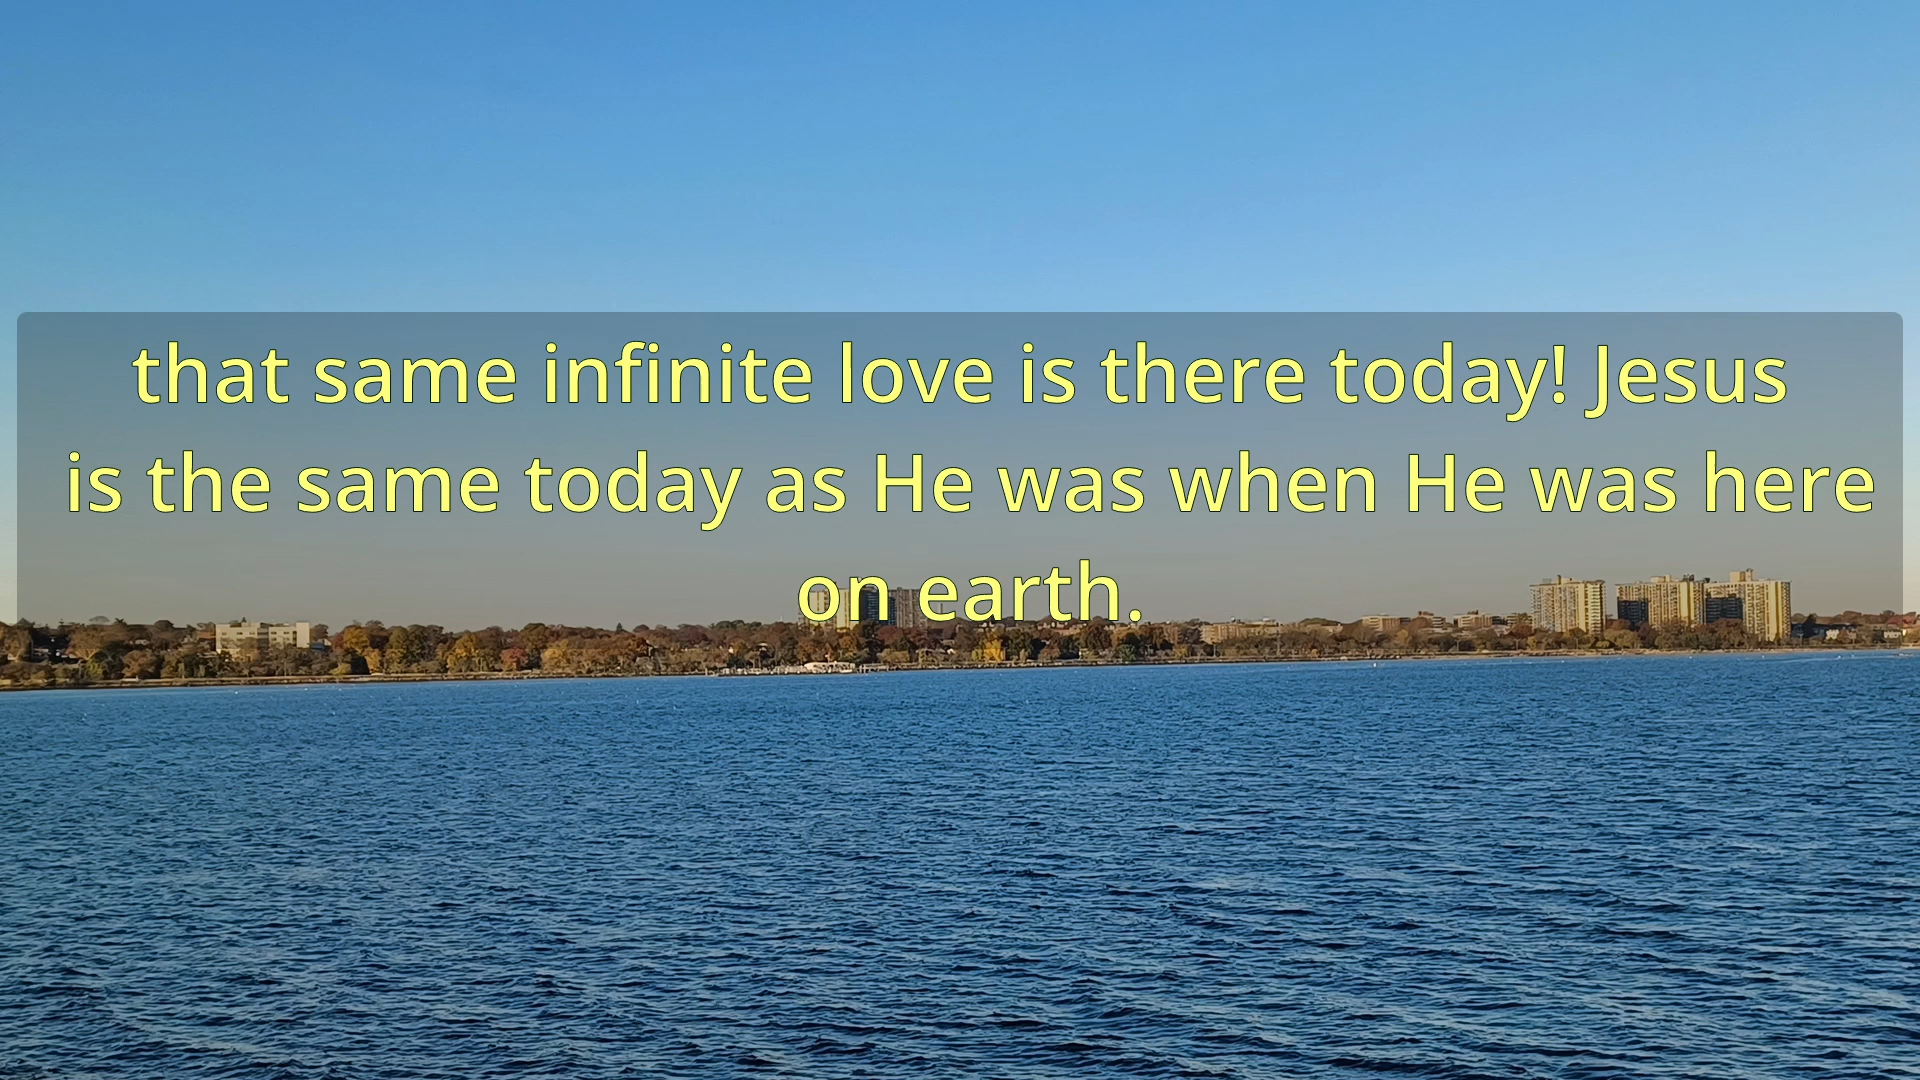 that same infinite love is there today! Jesus
is the same today as He was when He was here
on earth.